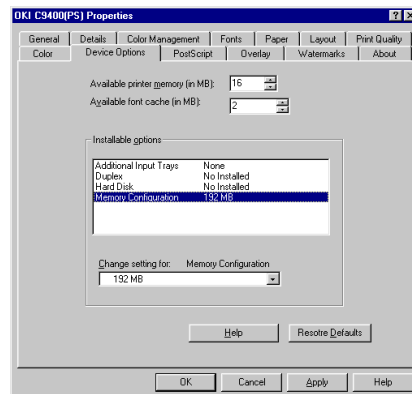 OKI C9400(PS) Properties
General Details Color Management Fonts Paper Layout Print Quality
Color Device Options PostScript Overlay Watermarks About
Available printer memory (in MB): 16
Available font cache (in MB): 2
Installable options
Additional Input Trays None
Duplex No Installed
Hard Disk No Installed
Memory Configuration 192 MB
Change setting for: Memory Configuration
192 MB
Help Resotre Defaults
OK Cancel Apply Help